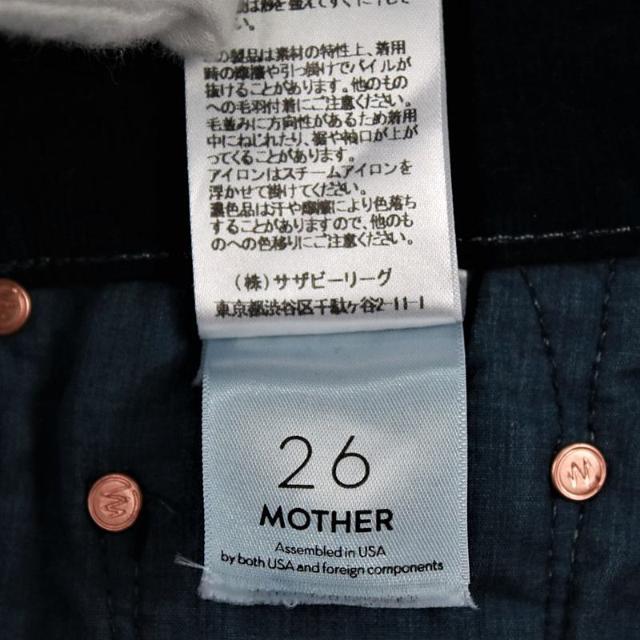 い。
の製品は素材の特性上、着用
時の摩擦や引っ掛けでパイルが
抜けることがあります。他のもの
への毛羽付着にご注意ください。
毛並みに方向性があるため着用
中にねじれたり、裾や袖口が上が
ってくることがあります。
アイロンはスチームアイロンを
浮かせて掛けてください。
濃色品は汗や摩擦により色落ち
することがありますので、他のも
のへの色移りにご注意ください。
（株）サザビーリーグ
東京都渋谷区千駄ヶ谷2-11-1
26
MOTHER
Assembled in USA
by both USA and foreign components